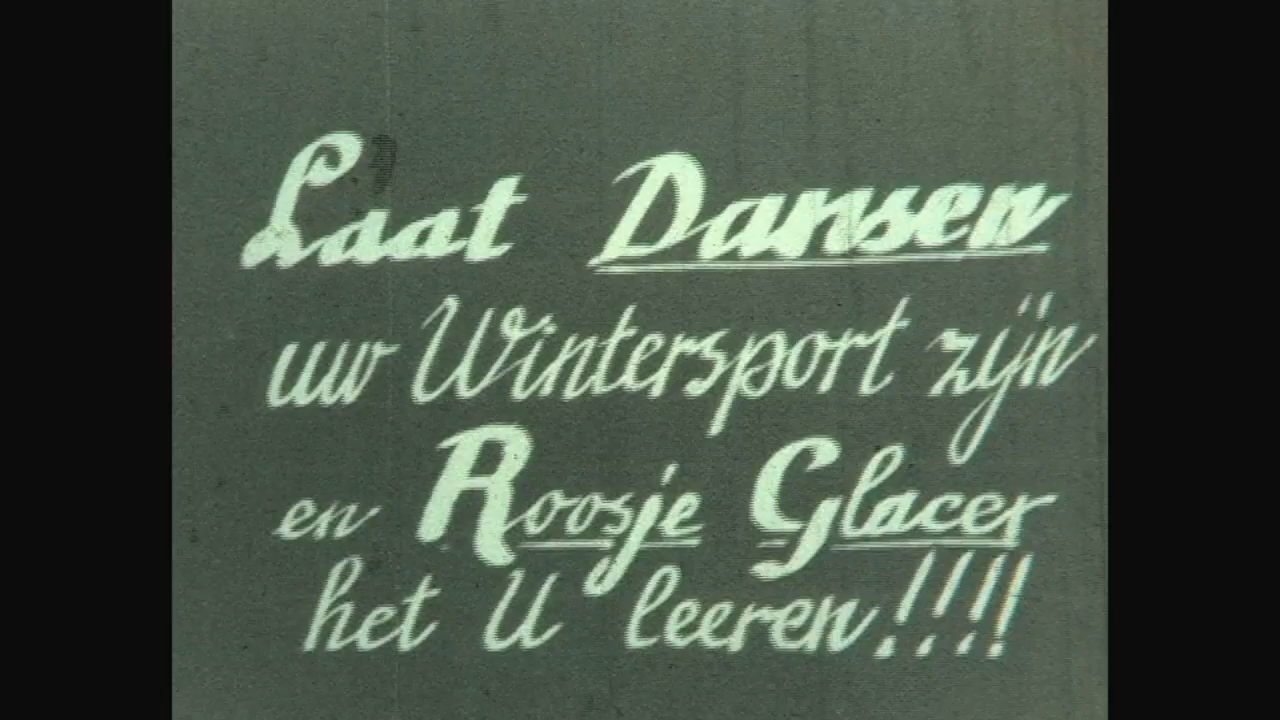 Laat Dansen
uw Wintersport zijn
en Roosje Glacer
het U leeren!!!!